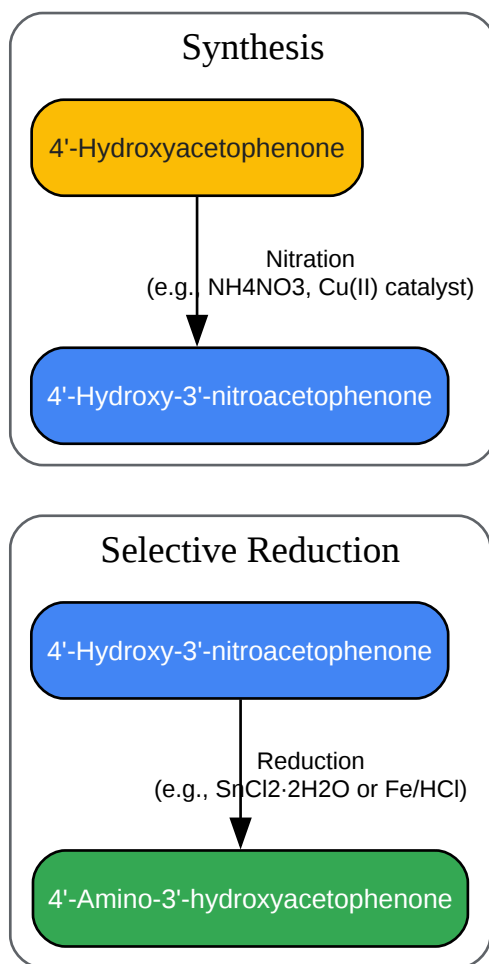 Synthesis
4'-Hydroxyacetophenone
Nitration
(e.g., NH4NO3, Cu(II) catalyst)
4'-Hydroxy-3'-nitroacetophenone
Selective Reduction
4'-Hydroxy-3'-nitroacetophenone
Reduction
(e.g., SnCl2·2H2O or Fe/HCl)
4'-Amino-3'-hydroxyacetophenone